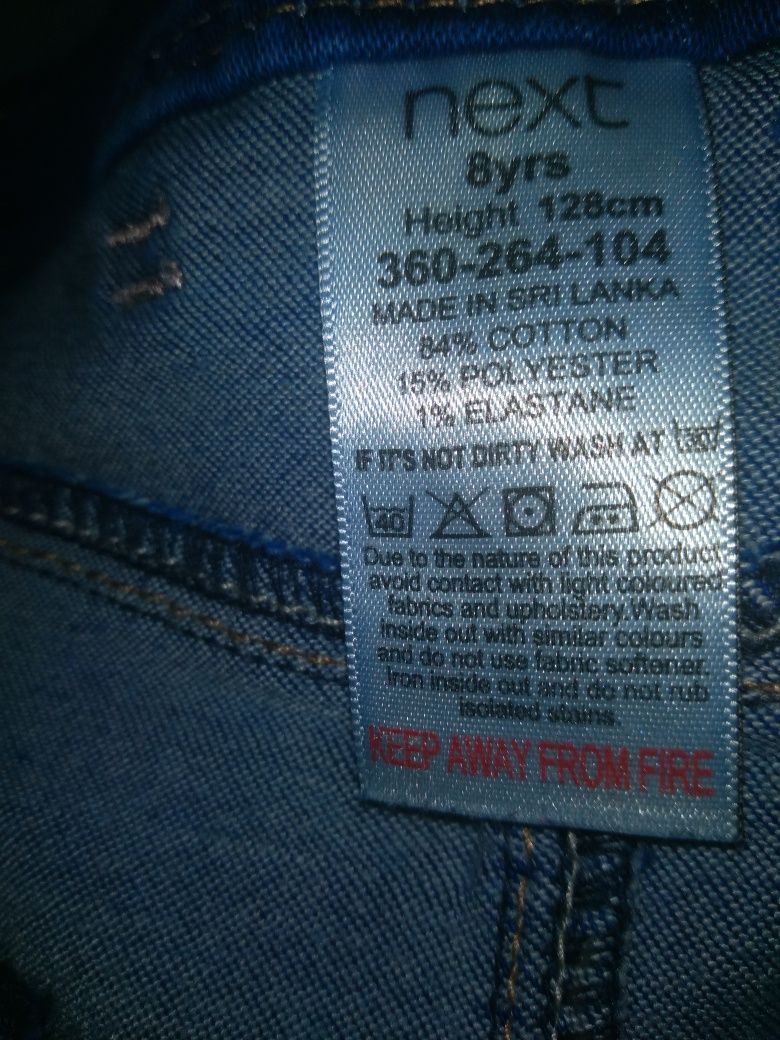 next
8yrs
Height 128cm
360-264-104
MADE IN SRI LANKA
84% COTTON
15% POLYESTER
1% ELASTANE
IF IT'S NOT DIRTY WASH AT 30
40
Due to the nature of this product
avoid contact with light coloured
fabrics and upholstery.Wash
inside out with similar colours
and do not use fabric softener.
Iron inside out and do not rub
isolated stains.
KEEP AWAY FROM FIRE